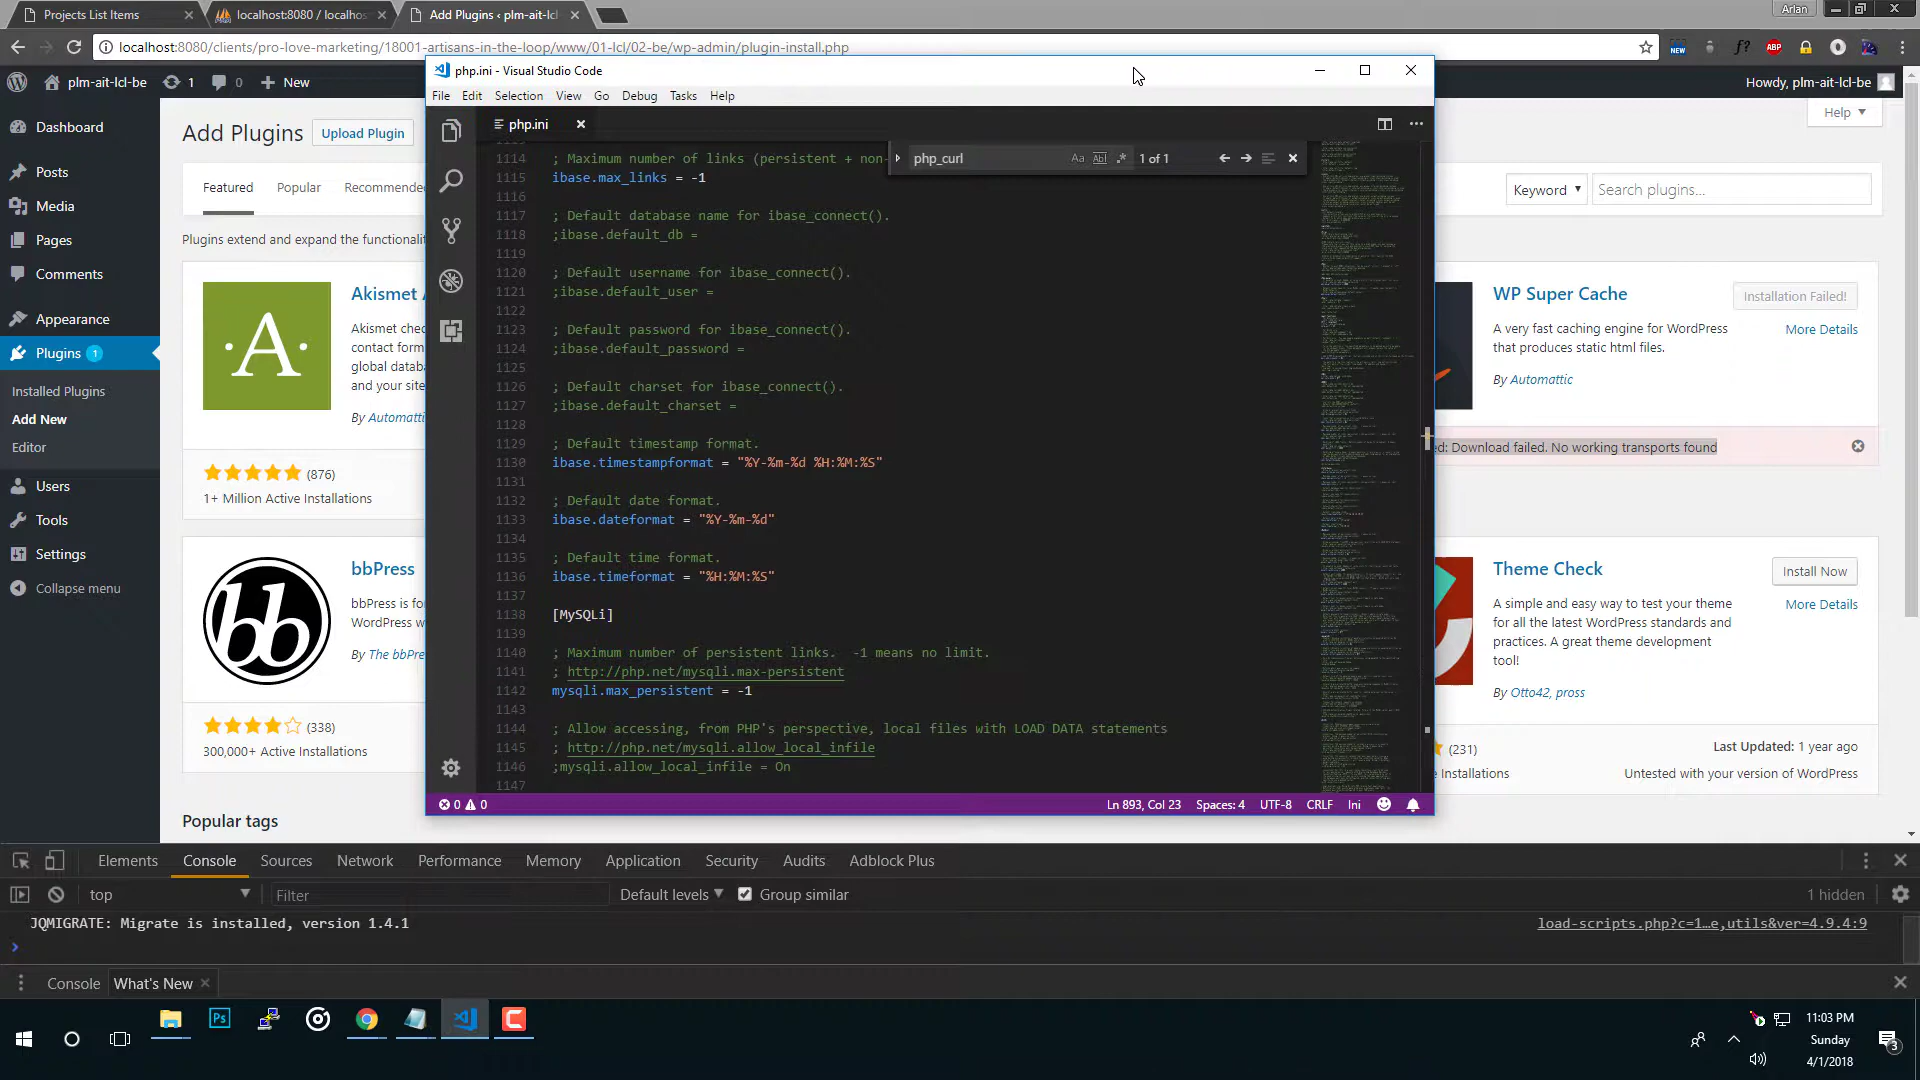 Projects List Items
localhost:8080 / localhos
Add Plugins ‹ plm-ait-lcl
Arlan
localhost:8080/clients/pro-love-marketing/18001-artisans-in-the-loop/www/01-lcl/02-be/wp-admin/plugin-install.php
NEW
f?
ABP
plm-ait-lcl-be
1
0
New
Howdy, plm-ait-lcl-be
Dashboard
Posts
Media
Pages
Comments
Appearance
Plugins 1
Installed Plugins
Add New
Editor
Users
Tools
Settings
Collapse menu
Add Plugins
Upload Plugin
Help
Featured
Popular
Recommende
Keyword
Search plugins...
Plugins extend and expand the functionali
Akismet
Akismet chec
contact form
global databa
and your site
By Automatti
(876)
1+ Million Active Installations
bbPress
bbPress is fo
WordPress w
By The bbPre
(338)
300,000+ Active Installations
Popular tags
php.ini - Visual Studio Code
File
Edit
Selection
View
Go
Debug
Tasks
Help
php.ini
php_curl
Aa
Abl
.*
1 of 1
1114 ; Maximum number of links (persistent + non-
1115 ibase.max_links = -1
1116
1117 ; Default database name for ibase_connect().
1118 ;ibase.default_db =
1119
1120 ; Default username for ibase_connect().
1121 ;ibase.default_user =
1122
1123 ; Default password for ibase_connect().
1124 ;ibase.default_password =
1125
1126 ; Default charset for ibase_connect().
1127 ;ibase.default_charset =
1128
1129 ; Default timestamp format.
1130 ibase.timestampformat = "%Y-%m-%d %H:%M:%S"
1131
1132 ; Default date format.
1133 ibase.dateformat = "%Y-%m-%d"
1134
1135 ; Default time format.
1136 ibase.timeformat = "%H:%M:%S"
1137
1138 [MySQLi]
1139
1140 ; Maximum number of persistent links.  -1 means no limit.
1141 ; http://php.net/mysqli.max-persistent
1142 mysqli.max_persistent = -1
1143
1144 ; Allow accessing, from PHP's perspective, local files with LOAD DATA statements
1145 ; http://php.net/mysqli.allow_local_infile
1146 ;mysqli.allow_local_infile = On
1147
0 0
Ln 893, Col 23
Spaces: 4
UTF-8
CRLF
Ini
WP Super Cache
Installation Failed!
A very fast caching engine for WordPress
that produces static html files.
More Details
By Automattic
ed: Download failed. No working transports found
Theme Check
Install Now
A simple and easy way to test your theme
for all the latest WordPress standards and
practices. A great theme development
tool!
More Details
By Otto42, pross
(231)
Last Updated: 1 year ago
e Installations
Untested with your version of WordPress
Elements
Console
Sources
Network
Performance
Memory
Application
Security
Audits
Adblock Plus
top
Filter
Default levels
Group similar
1 hidden
JQMIGRATE: Migrate is installed, version 1.4.1
load-scripts.php?c=1…e,utils&ver=4.9.4:9
Console
What's New
Ps
11:03 PM
Sunday
4/1/2018
3